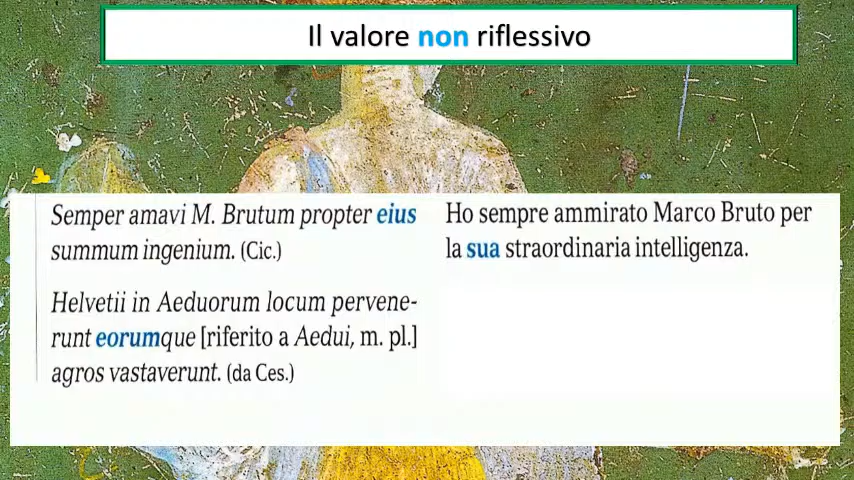 Il valore non riflessivo
Semper amavi M. Brutum propter eius
summum ingenium. (Cic.)
Ho sempre ammirato Marco Bruto per
la sua straordinaria intelligenza.
Helvetii in Aeduorum locum pervene-
runt eorumque [riferito a Aedui, m. pl.]
agros vastaverunt. (da Ces.)